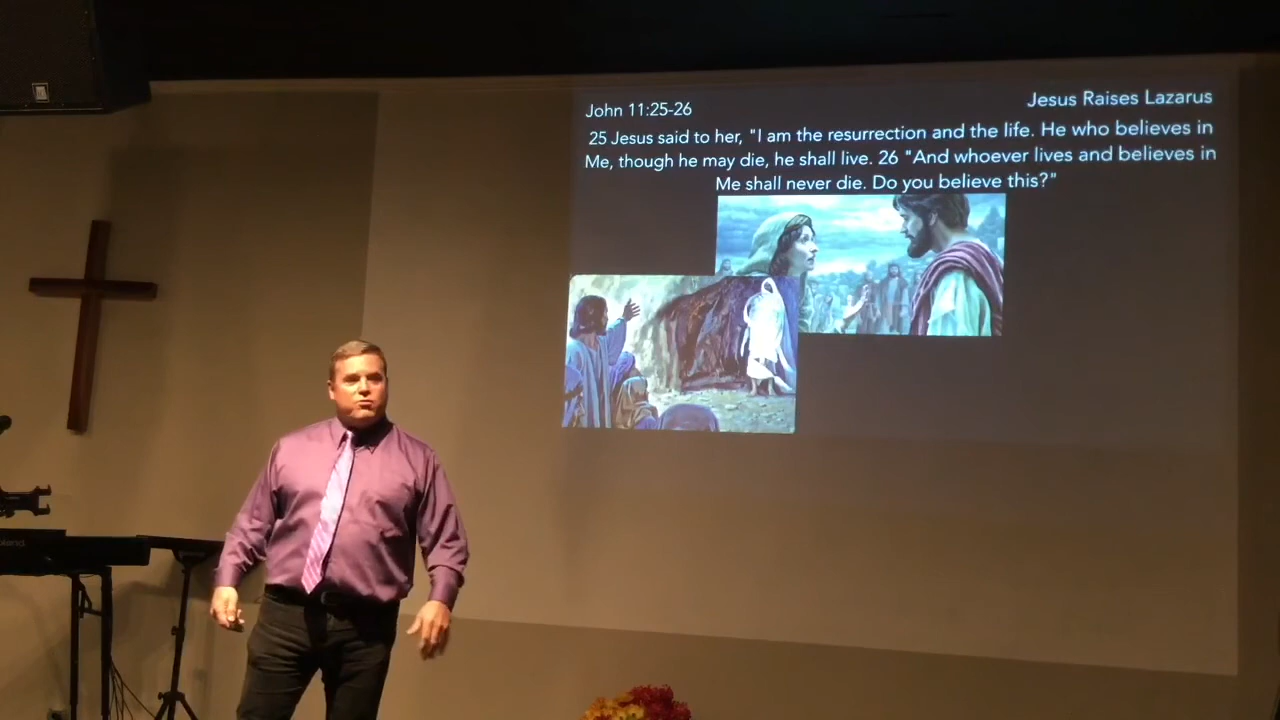 John 11:25-26
Jesus Raises Lazarus
25 Jesus said to her, "I am the resurrection and the life. He who believes in
Me, though he may die, he shall live. 26 "And whoever lives and believes in
Me shall never die. Do you believe this?"